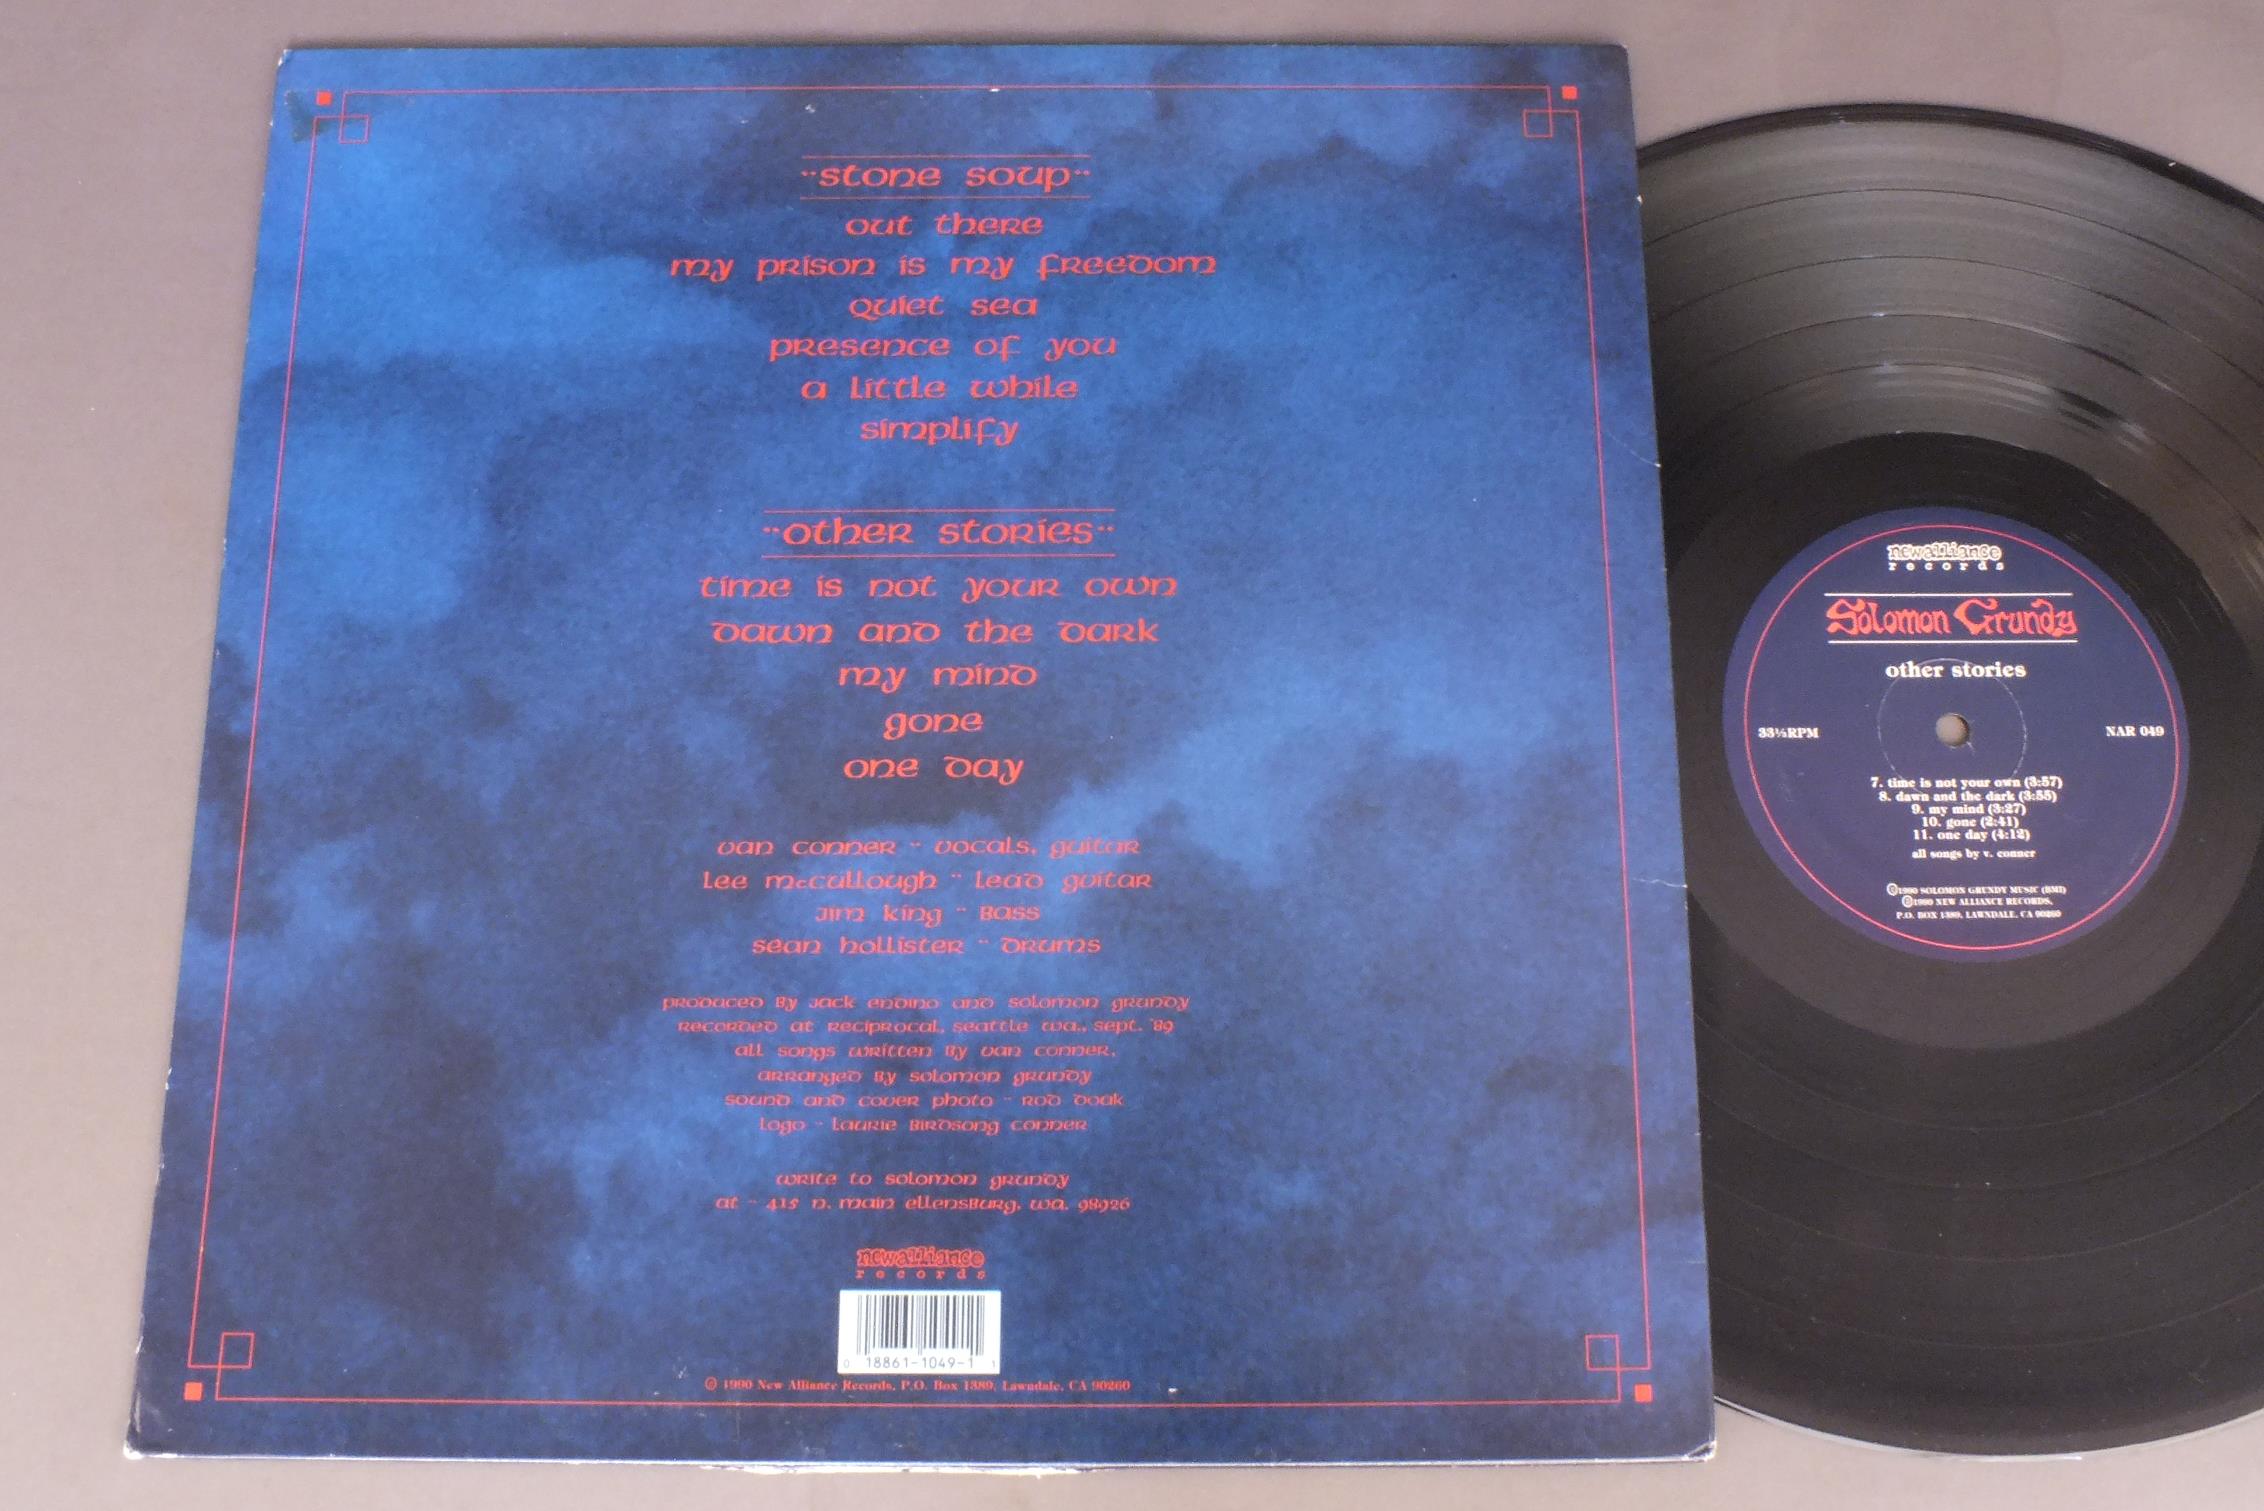 "stone soup"
out there
my prison is my freedom
quiet sea
presence of you
a little while
simplify
"other stories"
time is not your own
dawn and the dark
my mind
gone
one day
van conner - vocals, guitar
lee mccullough - lead guitar
jim king - bass
sean hollister - drums
produced by jack endino and solomon grundy
recorded at reciprocal, seattle wa., sept. '89
all songs written by van conner,
arranged by solomon grundy
sound and cover photo - rod doak
logo - laurie birdsong conner
write to solomon grundy
at - 415 n. main ellensburg, wa. 98926
newalliance
records
0 18861-1049-1 1
℗ 1990 New Alliance Records, P.O. Box 1389, Lawndale, CA 90260
newalliance
records
Solomon Grundy
other stories
33⅓RPM
NAR 049
7. time is not your own (3:57)
8. dawn and the dark (3:55)
9. my mind (3:27)
10. gone (2:41)
11. one day (4:12)
all songs by v. conner
©1990 SOLOMON GRUNDY MUSIC (BMI)
℗1990 NEW ALLIANCE RECORDS,
P.O. BOX 1389, LAWNDALE, CA 90260